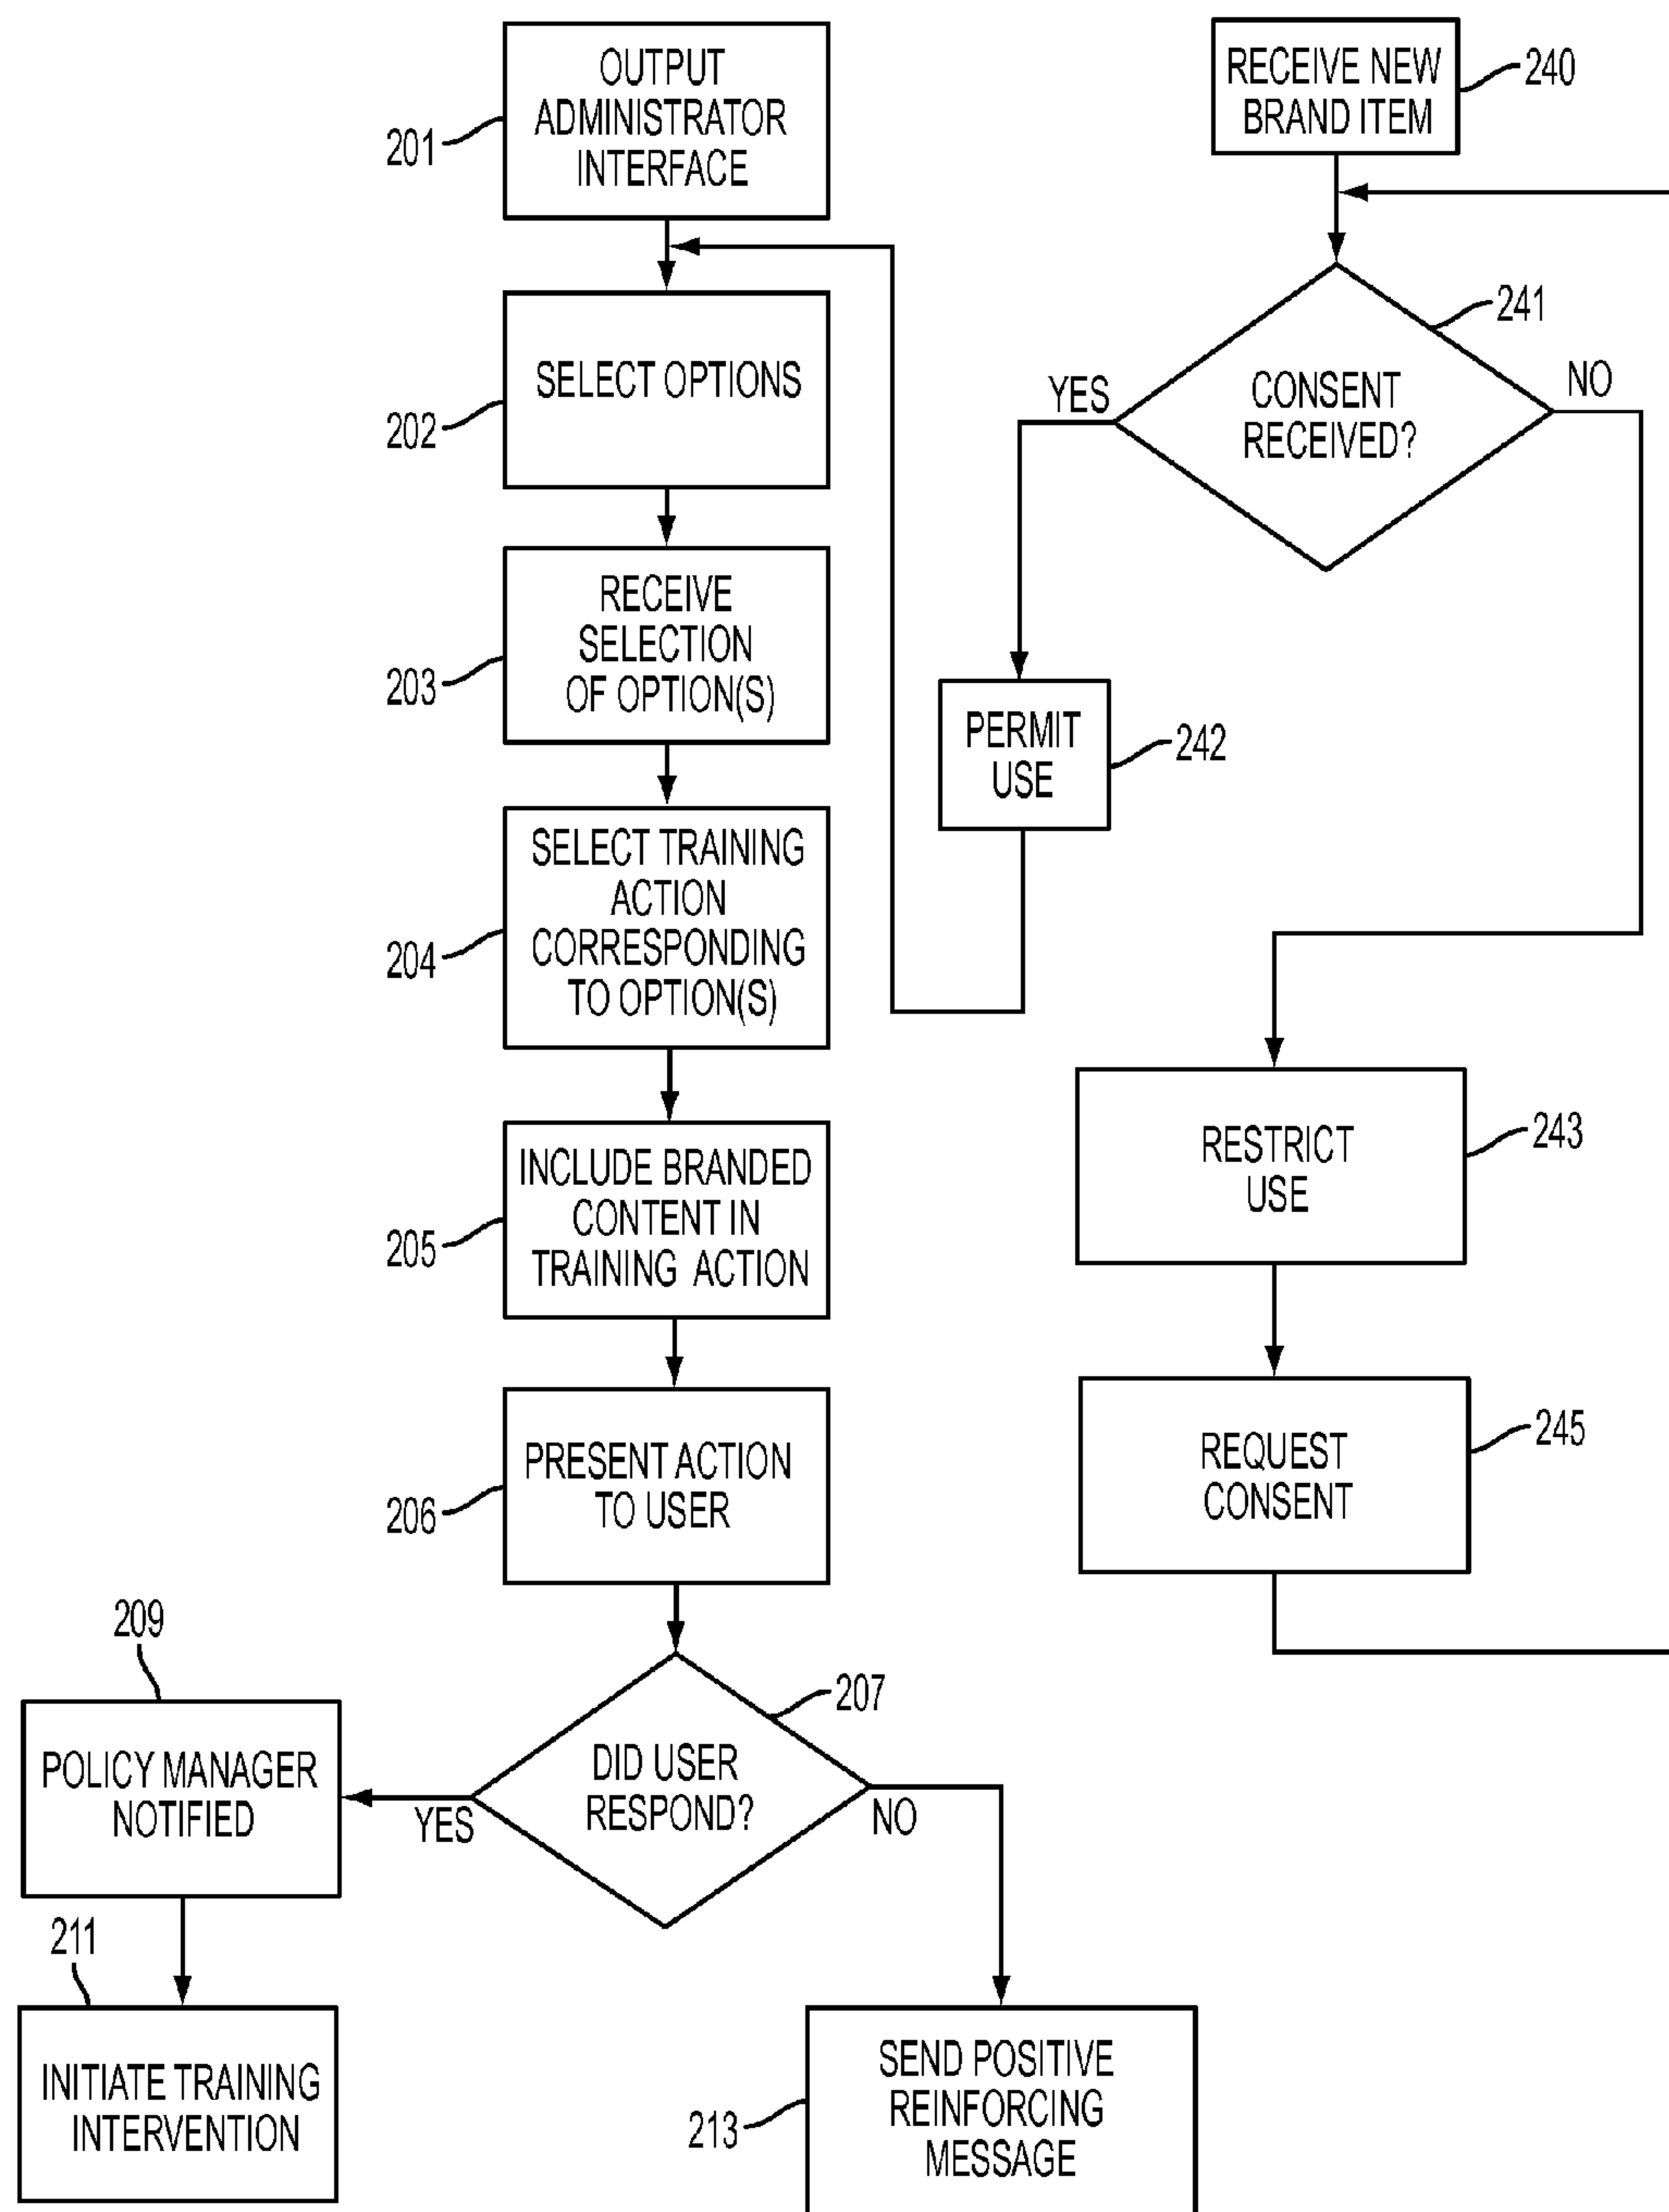 OUTPUT
ADMINISTRATOR
INTERFACE
201
SELECT OPTIONS
202
RECEIVE
SELECTION
OF OPTION(S)
203
SELECT TRAINING
ACTION
CORRESPONDING
TO OPTION(S)
204
INCLUDE BRANDED
CONTENT IN
TRAINING ACTION
205
PRESENT ACTION
TO USER
206
207
DID USER
RESPOND?
YES
NO
209
POLICY MANAGER
NOTIFIED
211
INITIATE TRAINING
INTERVENTION
SEND POSITIVE
REINFORCING
MESSAGE
213
RECEIVE NEW
BRAND ITEM
240
241
CONSENT
RECEIVED?
YES
NO
PERMIT
USE
242
RESTRICT
USE
243
REQUEST
CONSENT
245